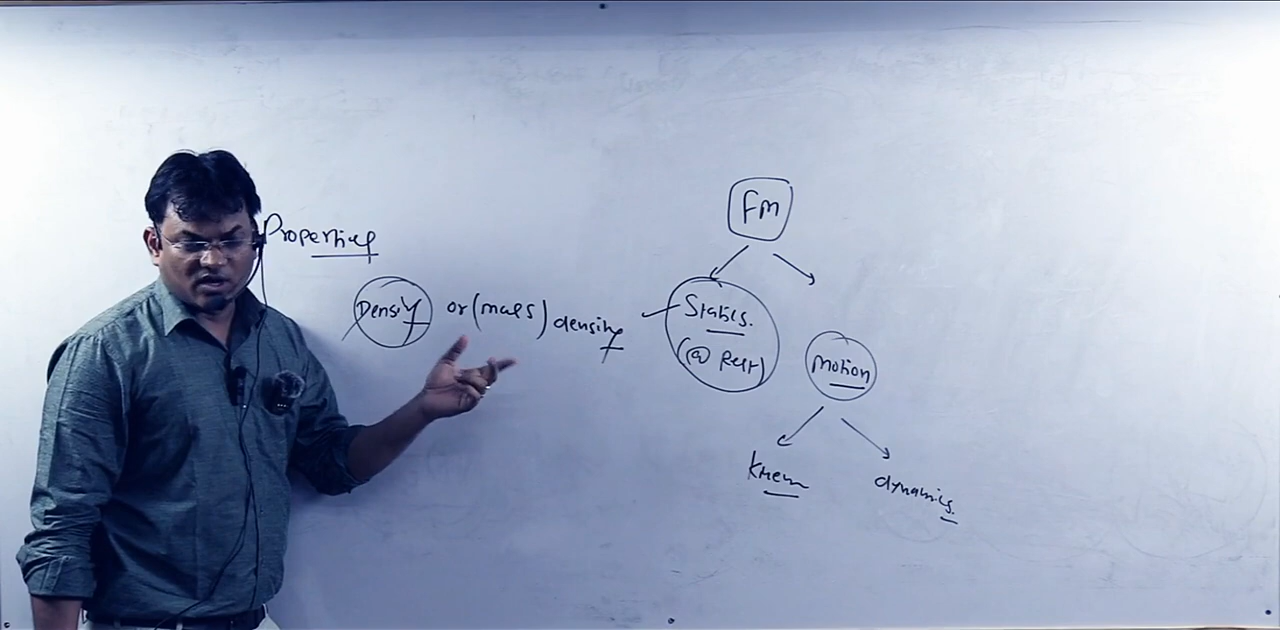 Properties
Density or (mass) density
FM
Statics.
(@ Rest)
Motion
Kinem
dynamics.